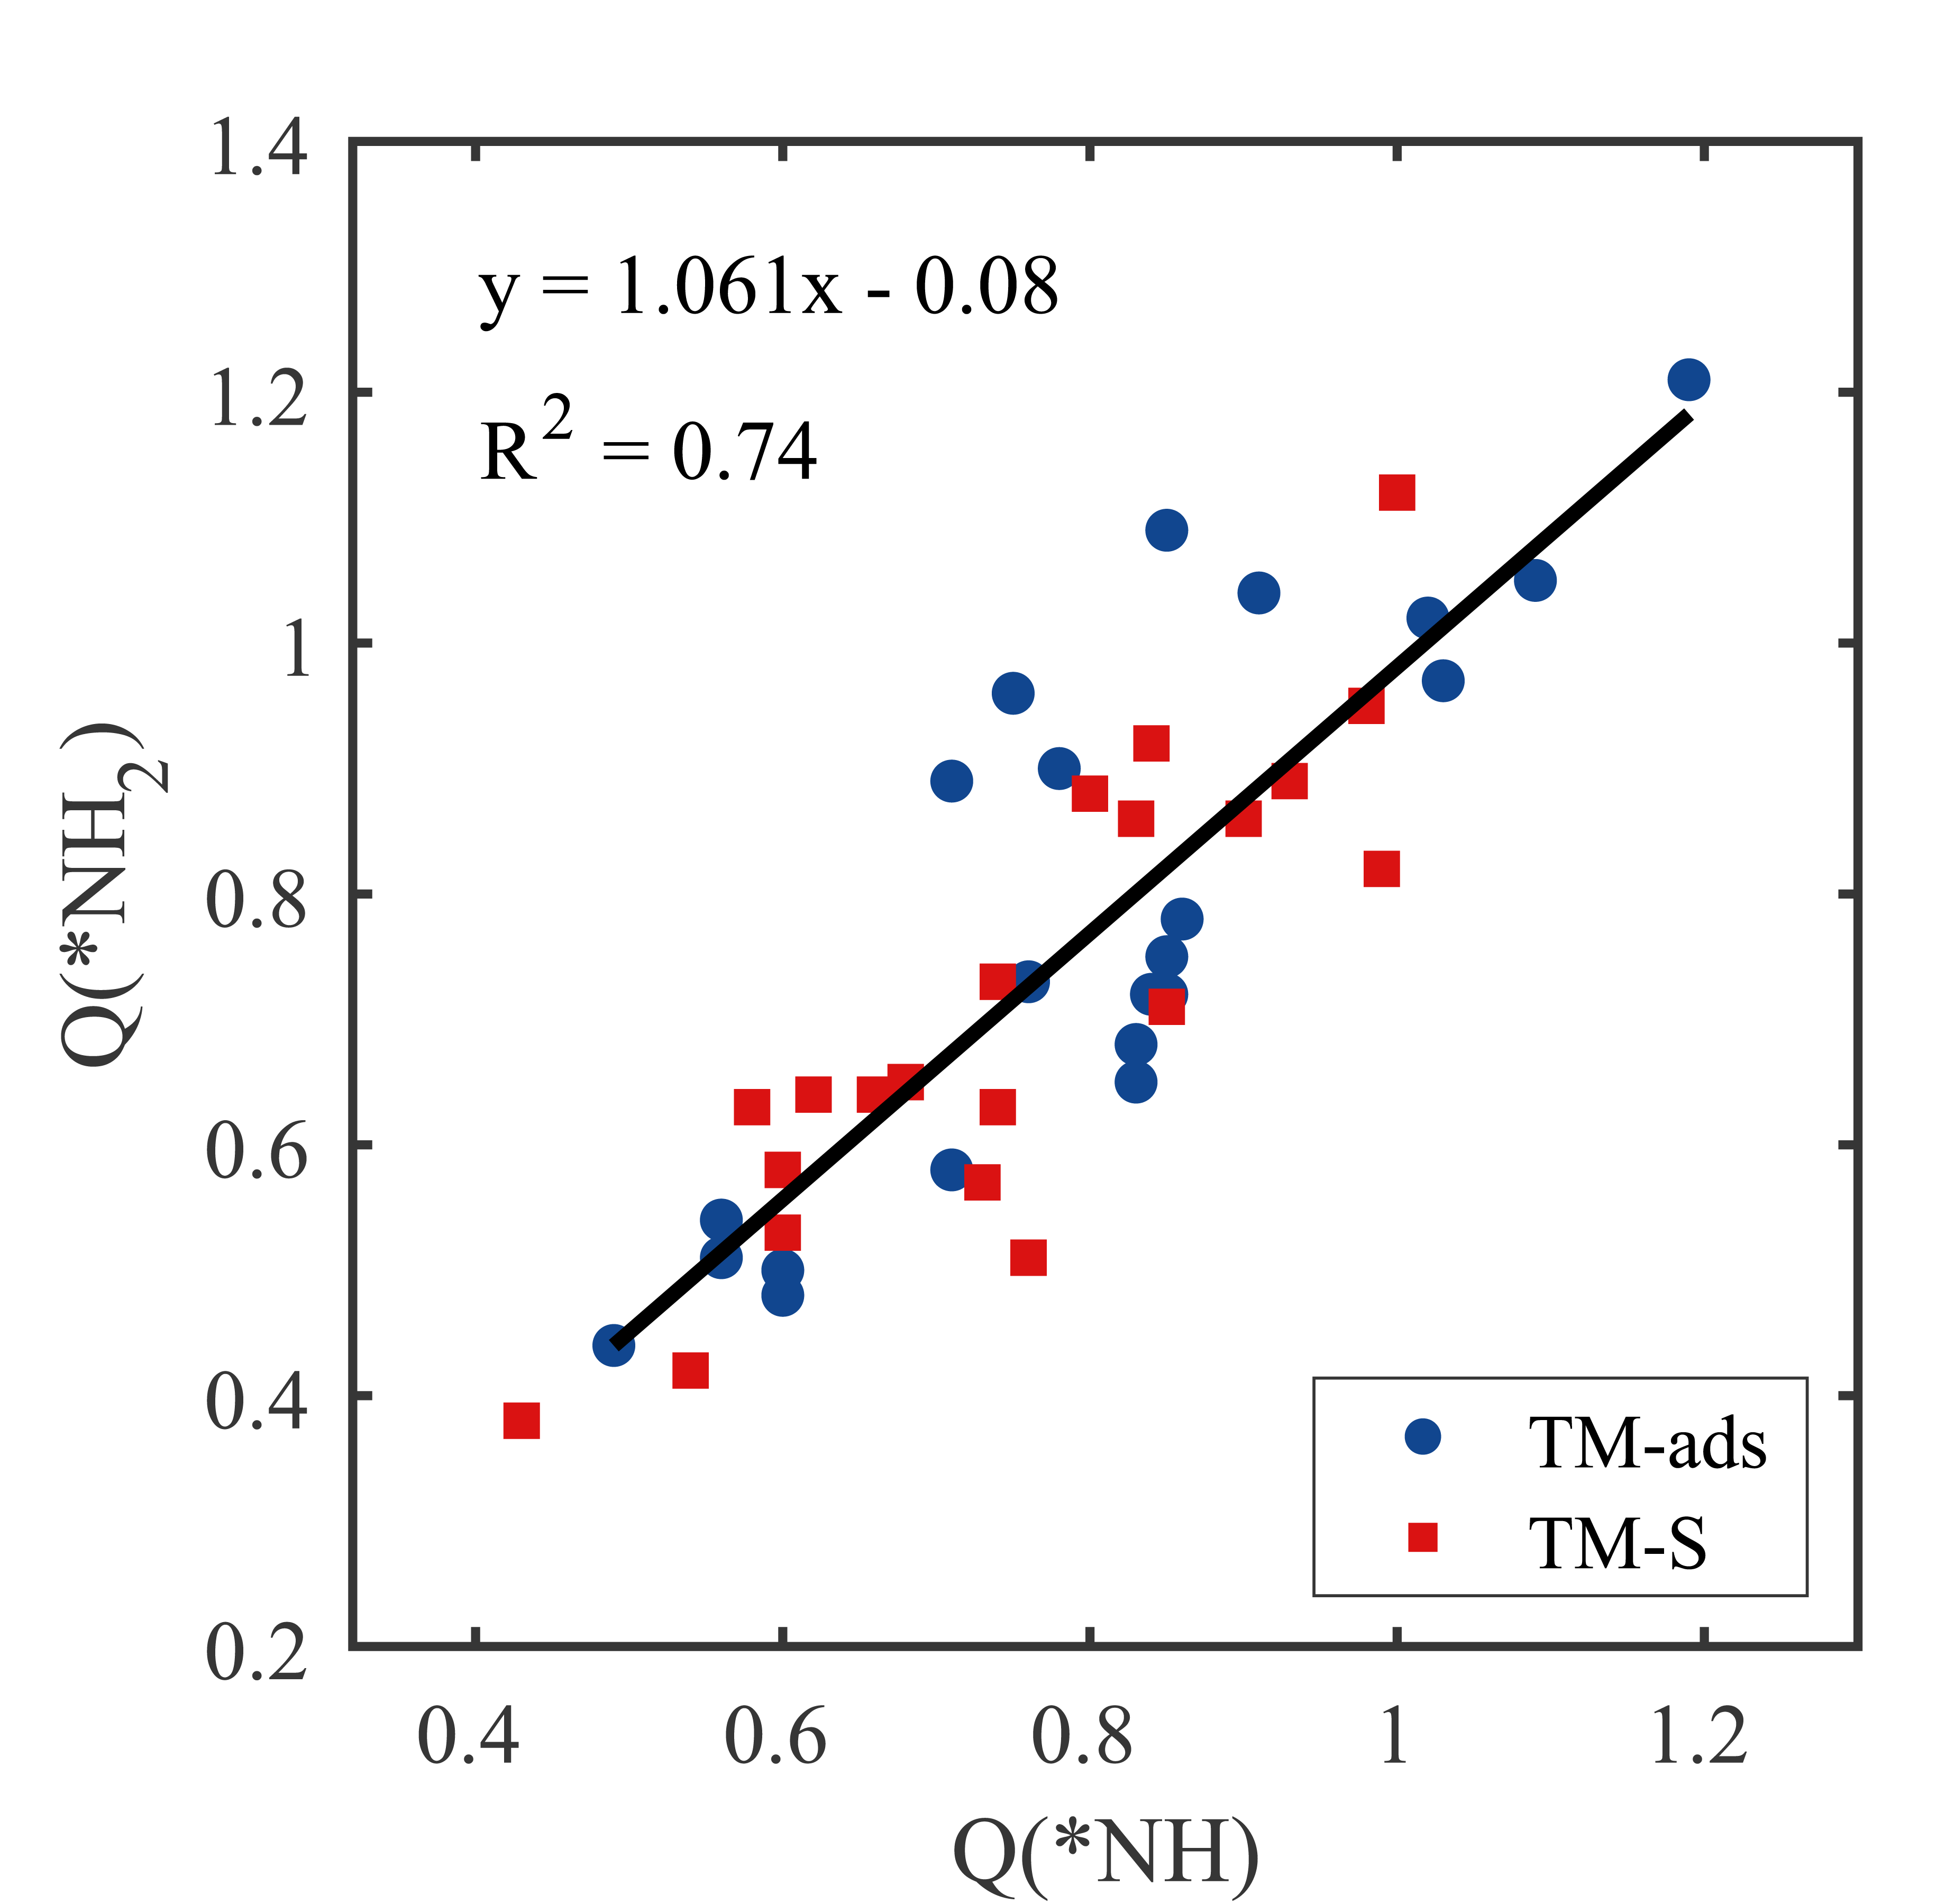 y = 1.061x - 0.08
R² = 0.74
1.4
1.2
1
0.8
0.6
0.4
0.2
Q(*NH₂)
TM-ads
TM-S
0.4 0.6 0.8 1 1.2
Q(*NH)